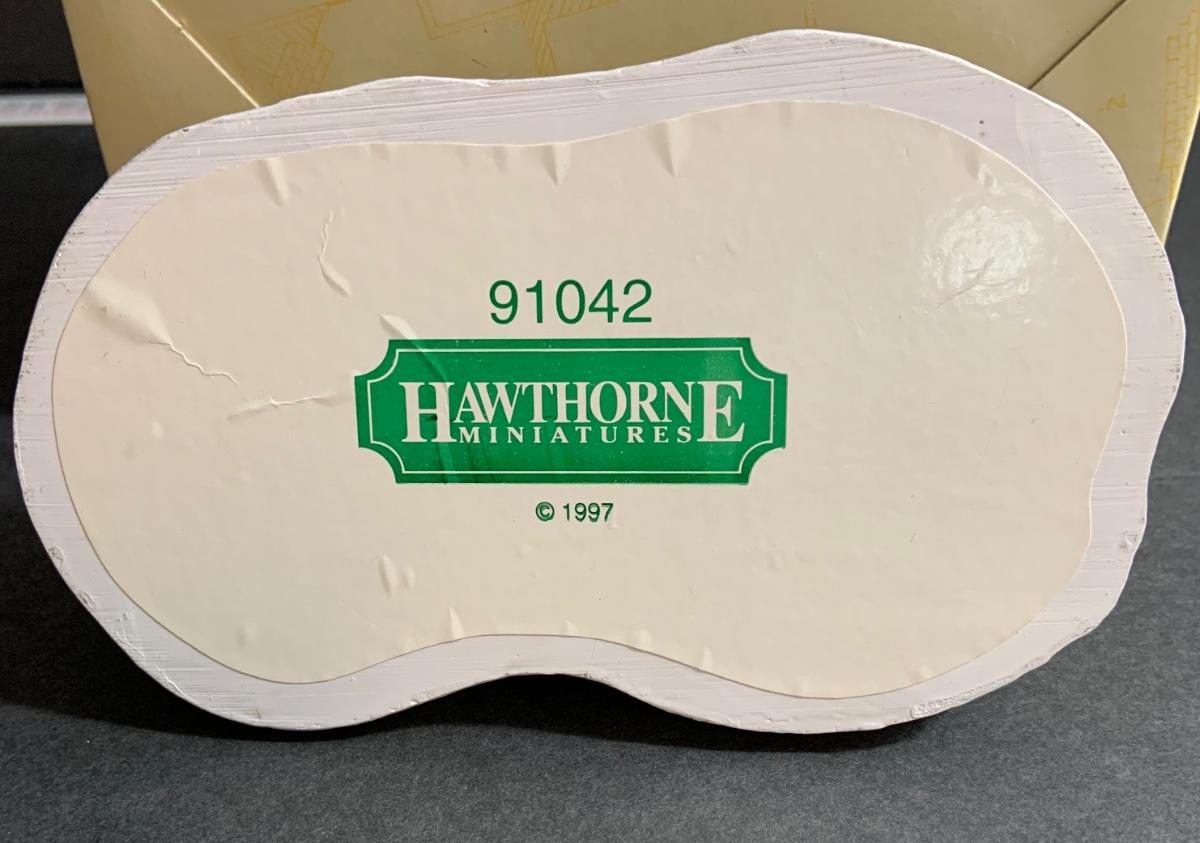 91042
HAWTHORNE
MINIATURES
© 1997